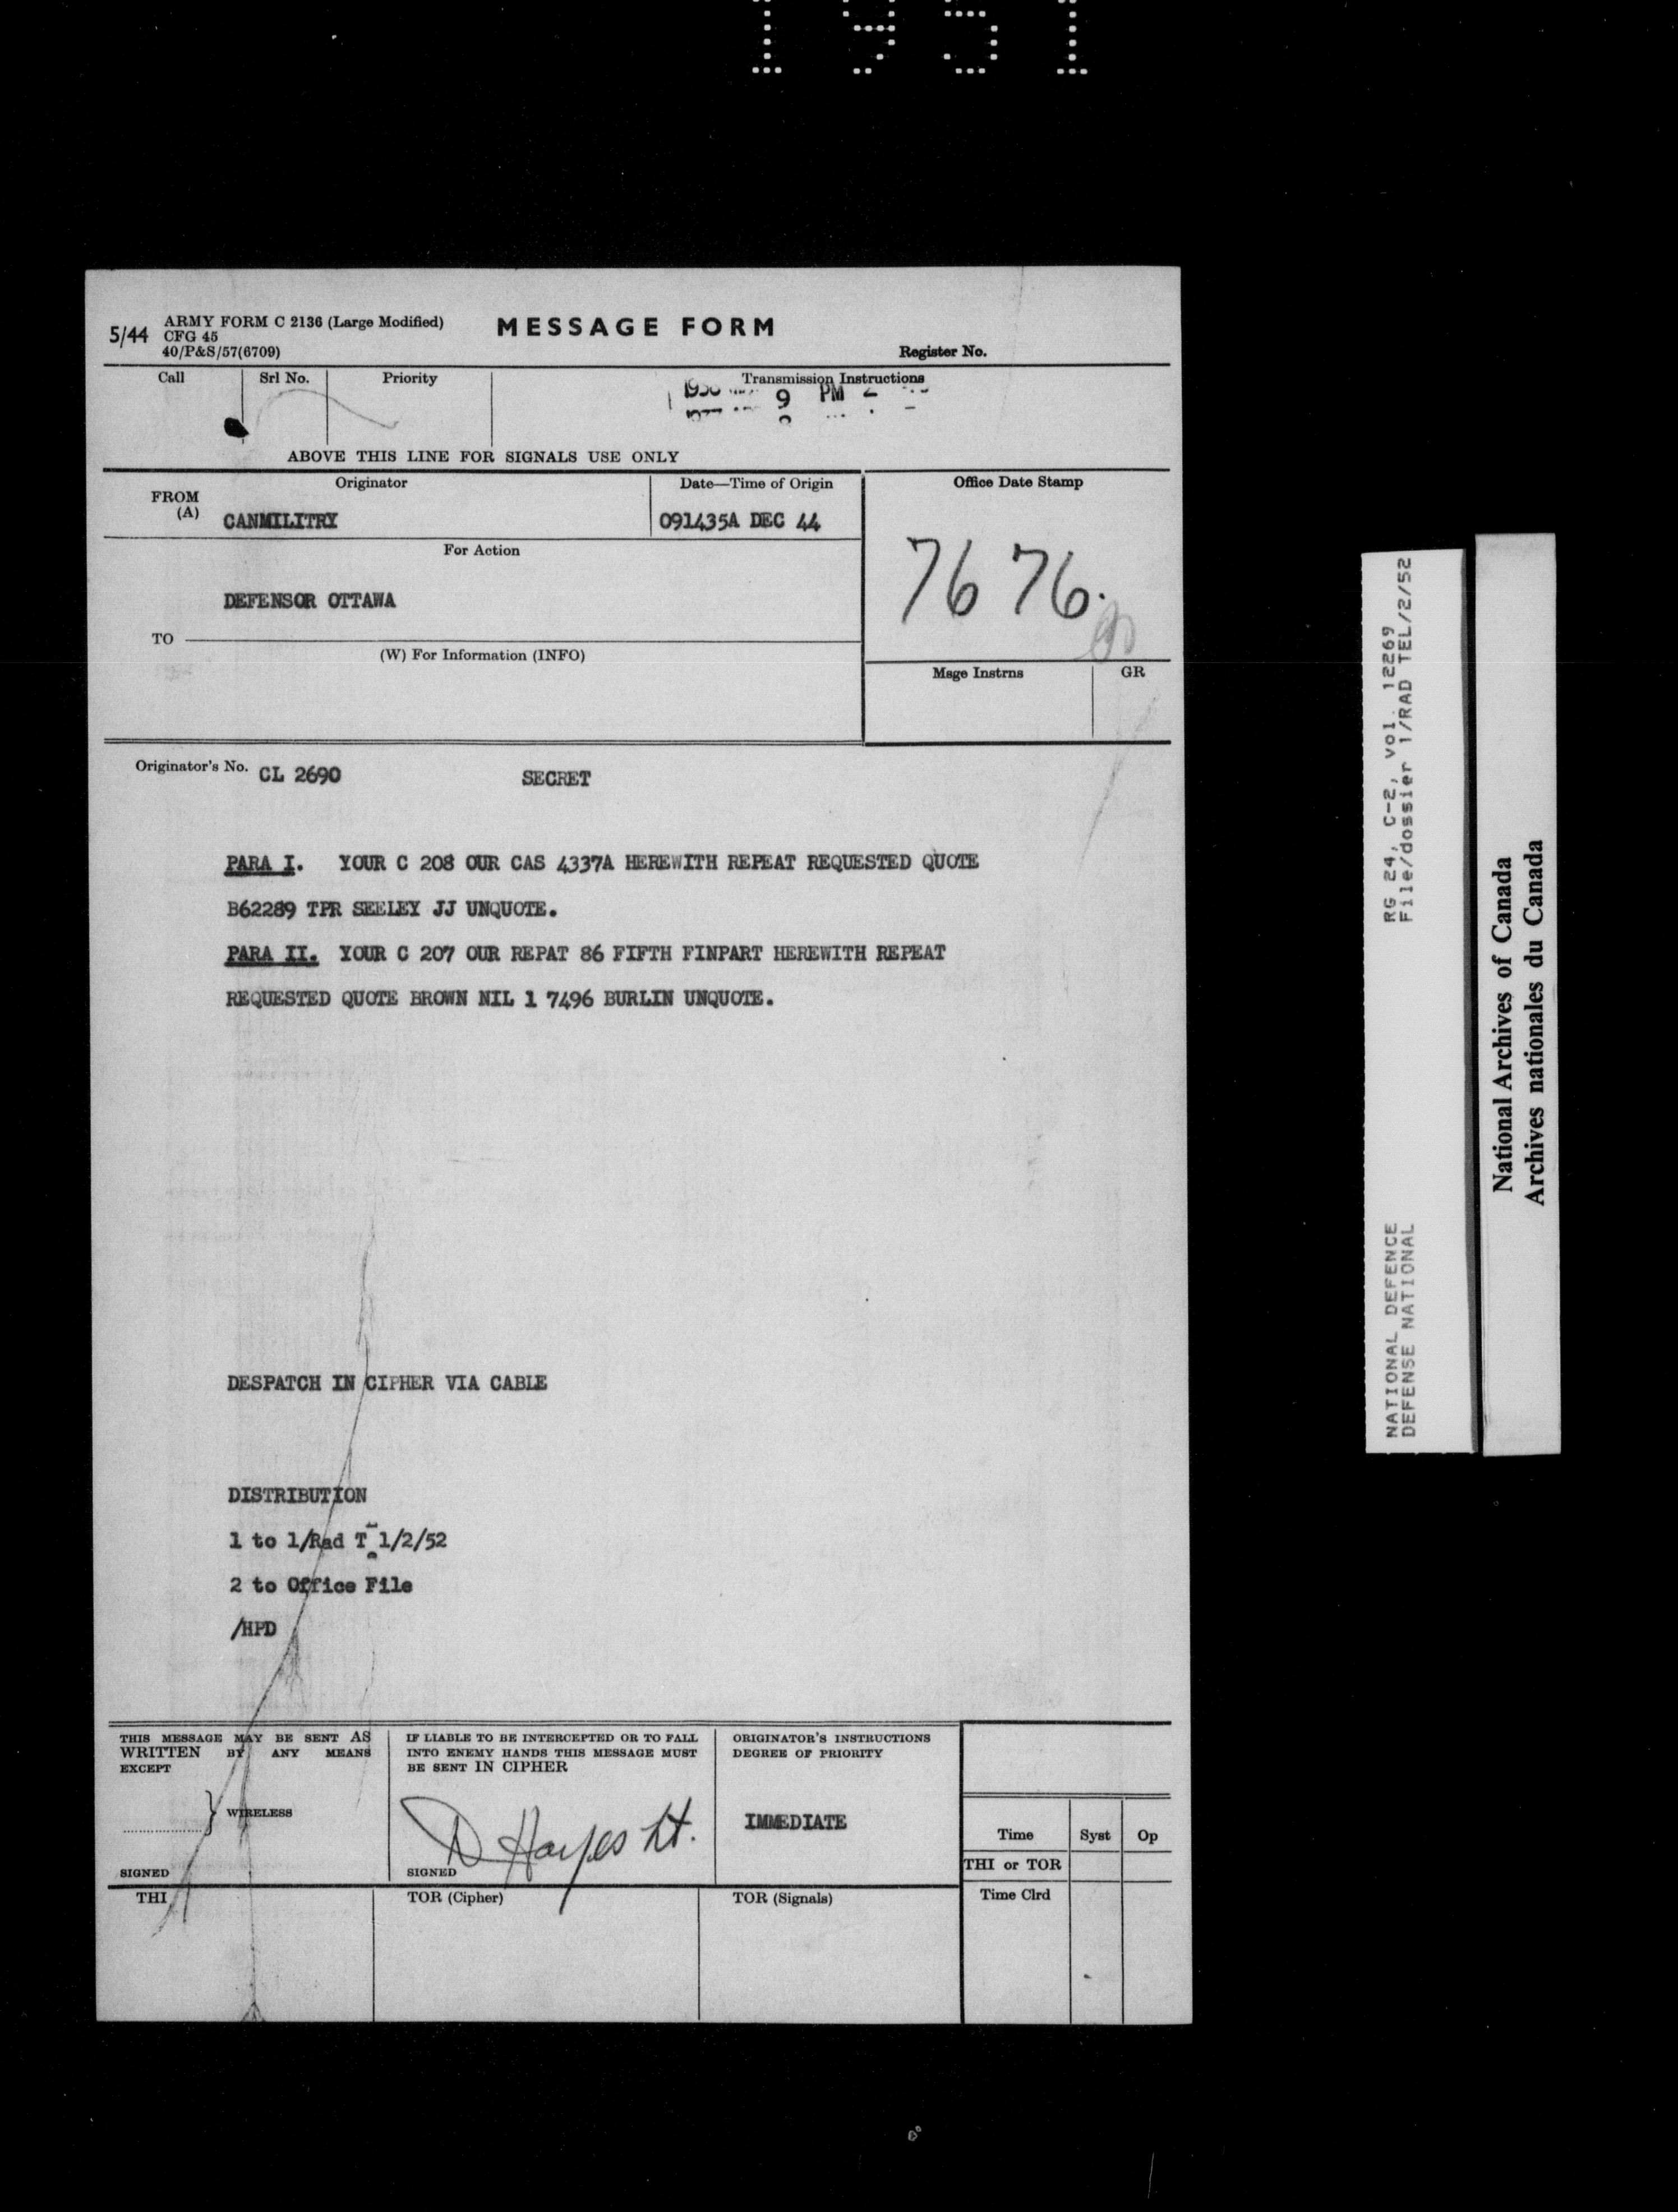 1951
5/44
ARMY FORM C 2136 (Large Modified)
CFG 45
40/P&S/57(6709)
MESSAGE FORM
Register No.
Call
Srl No.
Priority
Transmission Instructions
9 PM
ABOVE THIS LINE FOR SIGNALS USE ONLY
FROM
(A)
Originator
CANMILITRY
Date—Time of Origin
091435A DEC 44
Office Date Stamp
7676.
For Action
DEFENSOR OTTAWA
TO
(W) For Information (INFO)
Msge Instrns
GR
Originator's No. CL 2690
SECRET
PARA I. YOUR C 208 OUR CAS 4337A HEREWITH REPEAT REQUESTED QUOTE
B62289 TPR SEELEY JJ UNQUOTE.
PARA II. YOUR C 207 OUR REPAT 86 FIFTH FINPART HEREWITH REPEAT
REQUESTED QUOTE BROWN NIL 1 7496 BURLIN UNQUOTE.
DESPATCH IN CIPHER VIA CABLE
DISTRIBUTION
1 to 1/Rad T 1/2/52
2 to Office File
/HPD
THIS MESSAGE MAY BE SENT AS
WRITTEN BY ANY MEANS
EXCEPT
WIRELESS
SIGNED
IF LIABLE TO BE INTERCEPTED OR TO FALL
INTO ENEMY HANDS THIS MESSAGE MUST
BE SENT IN CIPHER
D Hayes Lt.
SIGNED
ORIGINATOR'S INSTRUCTIONS
DEGREE OF PRIORITY
IMMEDIATE
Time
Syst
Op
THI or TOR
Time Clrd
THI
TOR (Cipher)
TOR (Signals)
RG 24, C-2, vol. 12269
File/dossier 1/RAD TEL/2/52
NATIONAL DEFENCE
DEFENSE NATIONAL
National Archives of Canada
Archives nationales du Canada